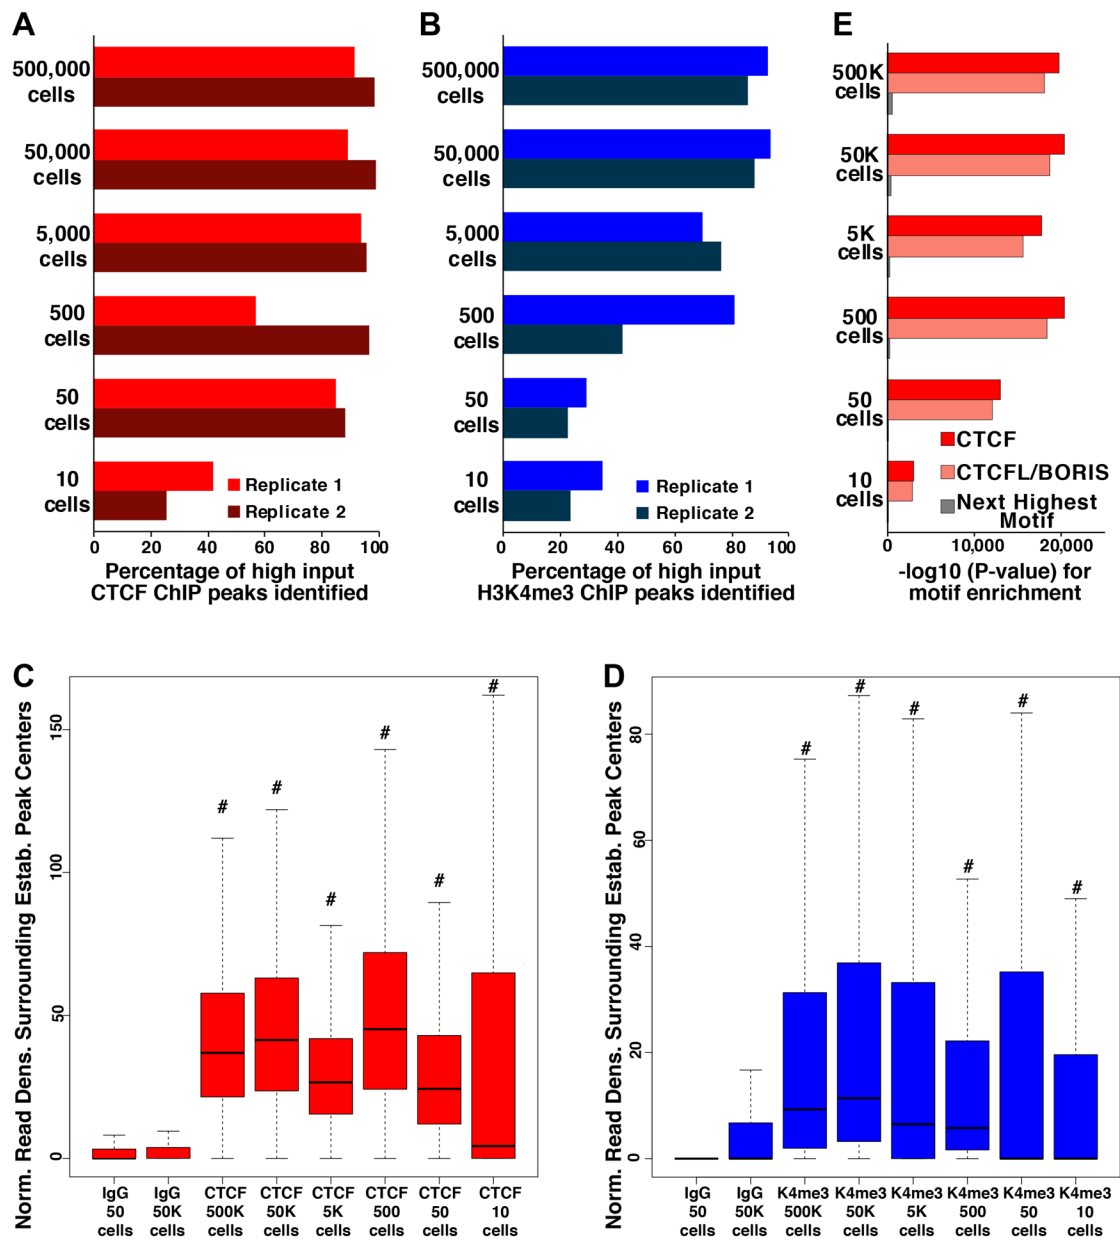 A
500,000
cells
50,000
cells
5,000
cells
500
cells
50
cells
10
cells
Replicate 1
Replicate 2
0 20 40 60 80 100
Percentage of high input
CTCF ChIP peaks identified
B
500,000
cells
50,000
cells
5,000
cells
500
cells
50
cells
10
cells
Replicate 1
Replicate 2
0 20 40 60 80 100
Percentage of high input
H3K4me3 ChIP peaks identified
E
500K
cells
50K
cells
5K
cells
500
cells
50
cells
10
cells
CTCF
CTCFL/BORIS
Next Highest
Motif
0 10,000 20,000
-log10 (P-value) for
motif enrichment
C
Norm. Read Dens. Surrounding Estab. Peak Centers
150
100
50
0
# # # # # #
IgG IgG CTCF CTCF CTCF CTCF CTCF CTCF
50 50K 500K 50K 5K 500 50 10
cells cells cells cells cells cells cells cells
D
Norm. Read Dens. Surrounding Estab. Peak Centers
80
60
40
20
0
# # # # # #
IgG IgG K4me3 K4me3 K4me3 K4me3 K4me3 K4me3
50 50K 500K 50K 5K 500 50 10
cells cells cells cells cells cells cells cells